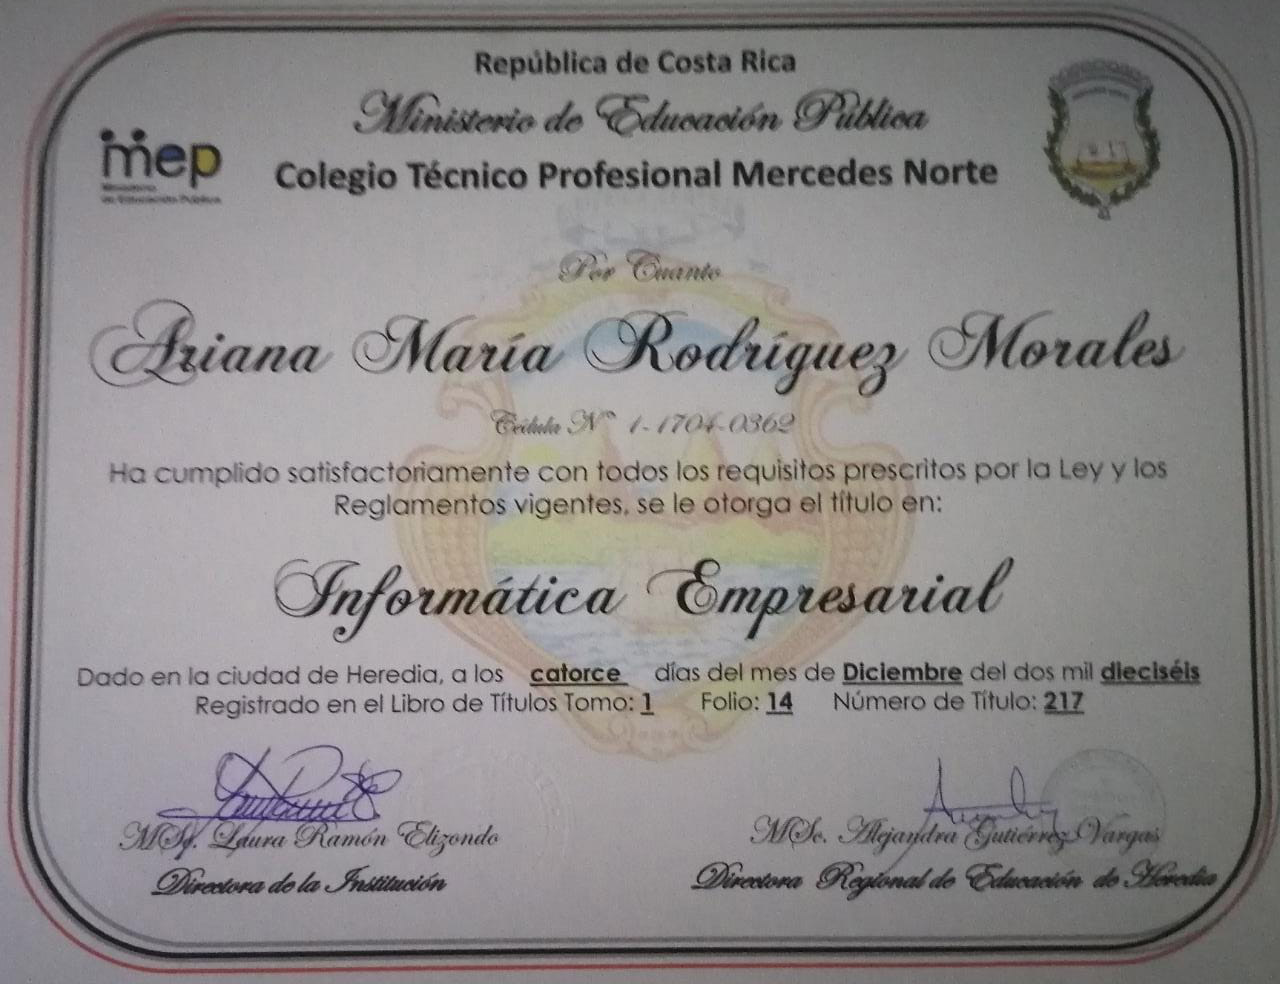 República de Costa Rica
Ministerio de Educación Pública
mep
Ministerio
de Educación Pública
Colegio Técnico Profesional Mercedes Norte
Por Cuanto
Ariana María Rodríguez Morales
Cédula N° 1-1704-0362
Ha cumplido satisfactoriamente con todos los requisitos prescritos por la Ley y los
Reglamentos vigentes, se le otorga el título en:
Informática Empresarial
Dado en la ciudad de Heredia, a los catorce días del mes de Diciembre del dos mil dieciséis
Registrado en el Libro de Títulos Tomo: 1 Folio: 14 Número de Título: 217
MSc. Laura Ramón Elizondo
Directora de la Institución
MSc. Alejandra Gutiérrez Vargas
Directora Regional de Educación de Heredia